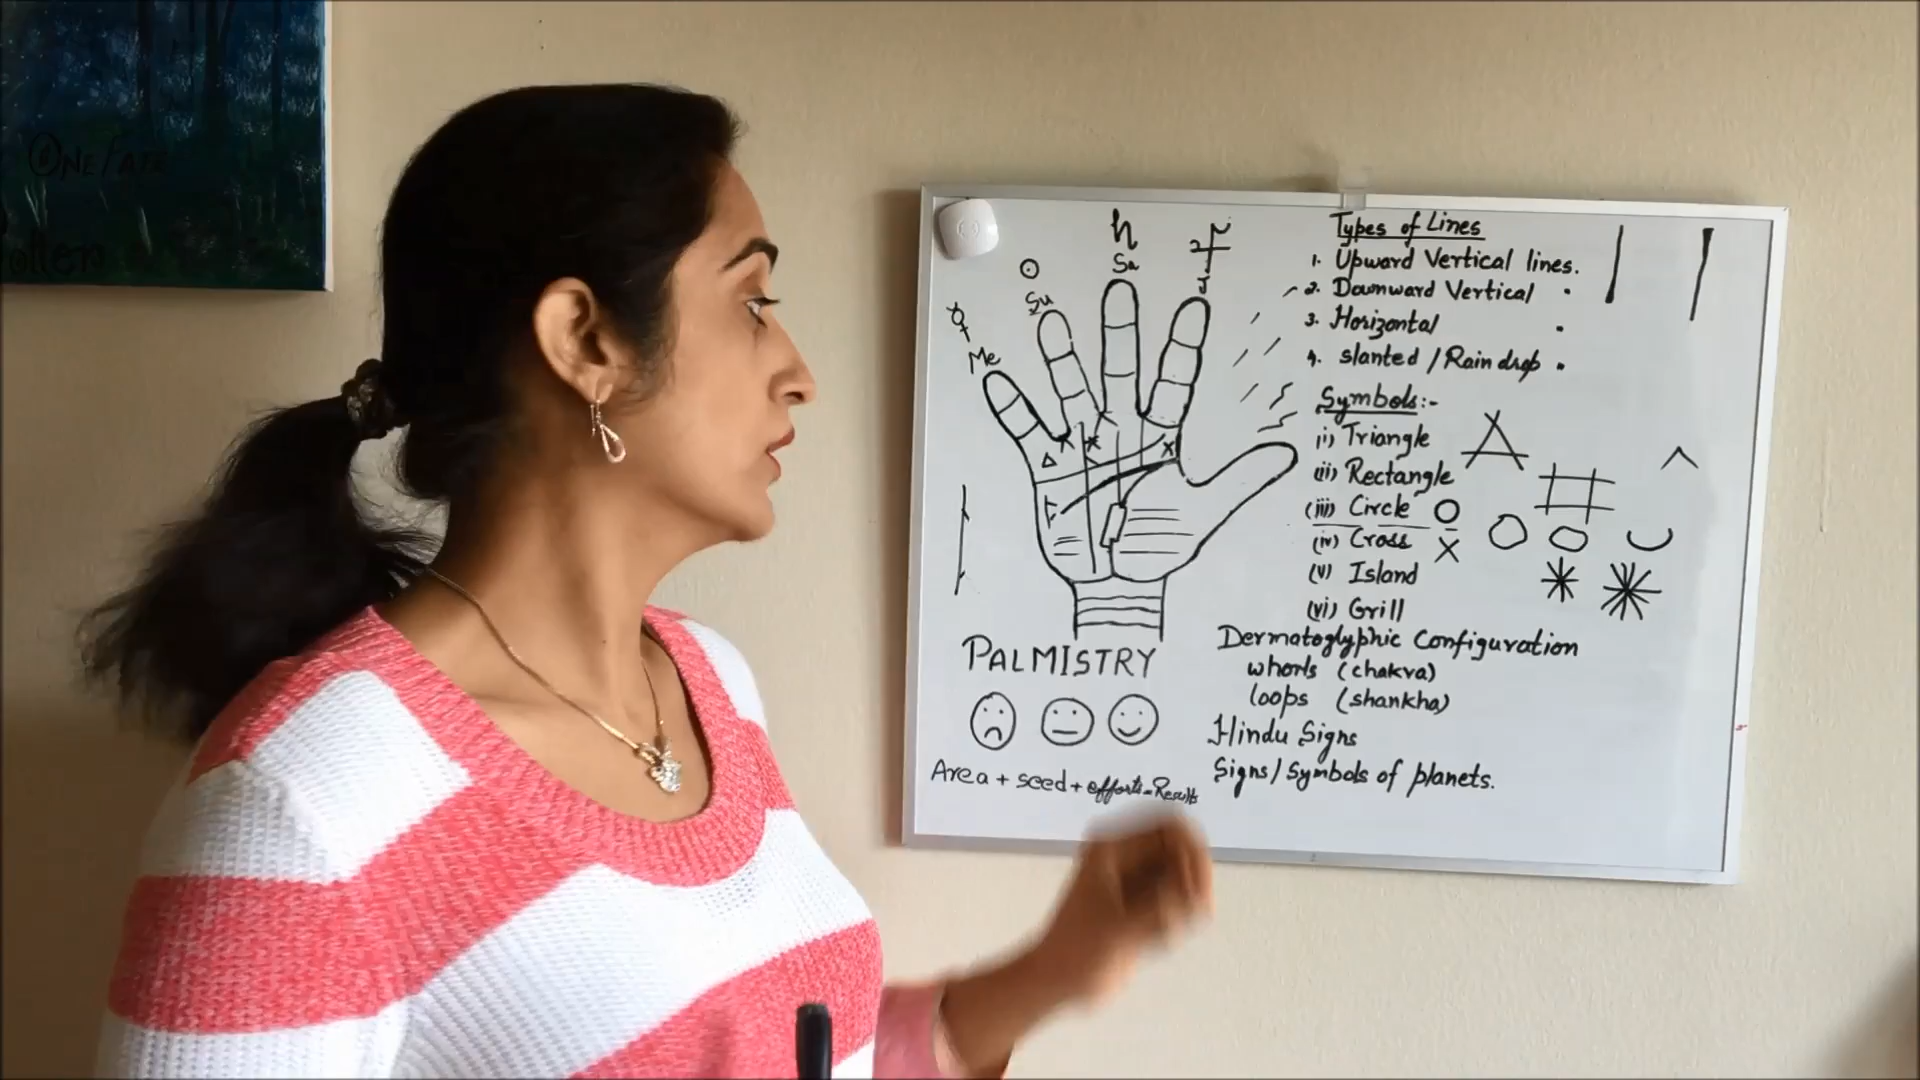 Types of Lines
1. Upward Vertical lines.
2. Downward Vertical "
3. Horizontal "
4. slanted / Rain drop "
Symbols:-
(i) Triangle
(ii) Rectangle
(iii) Circle
(iv) Cross
(v) Island
(vi) Grill
Dermatoglyphic Configuration
whorls (chakra)
loops (shankha)
Hindu Signs
Signs/Symbols of planets.
Sa
Su
Me
PALMISTRY
Area + seed + efforts = Results